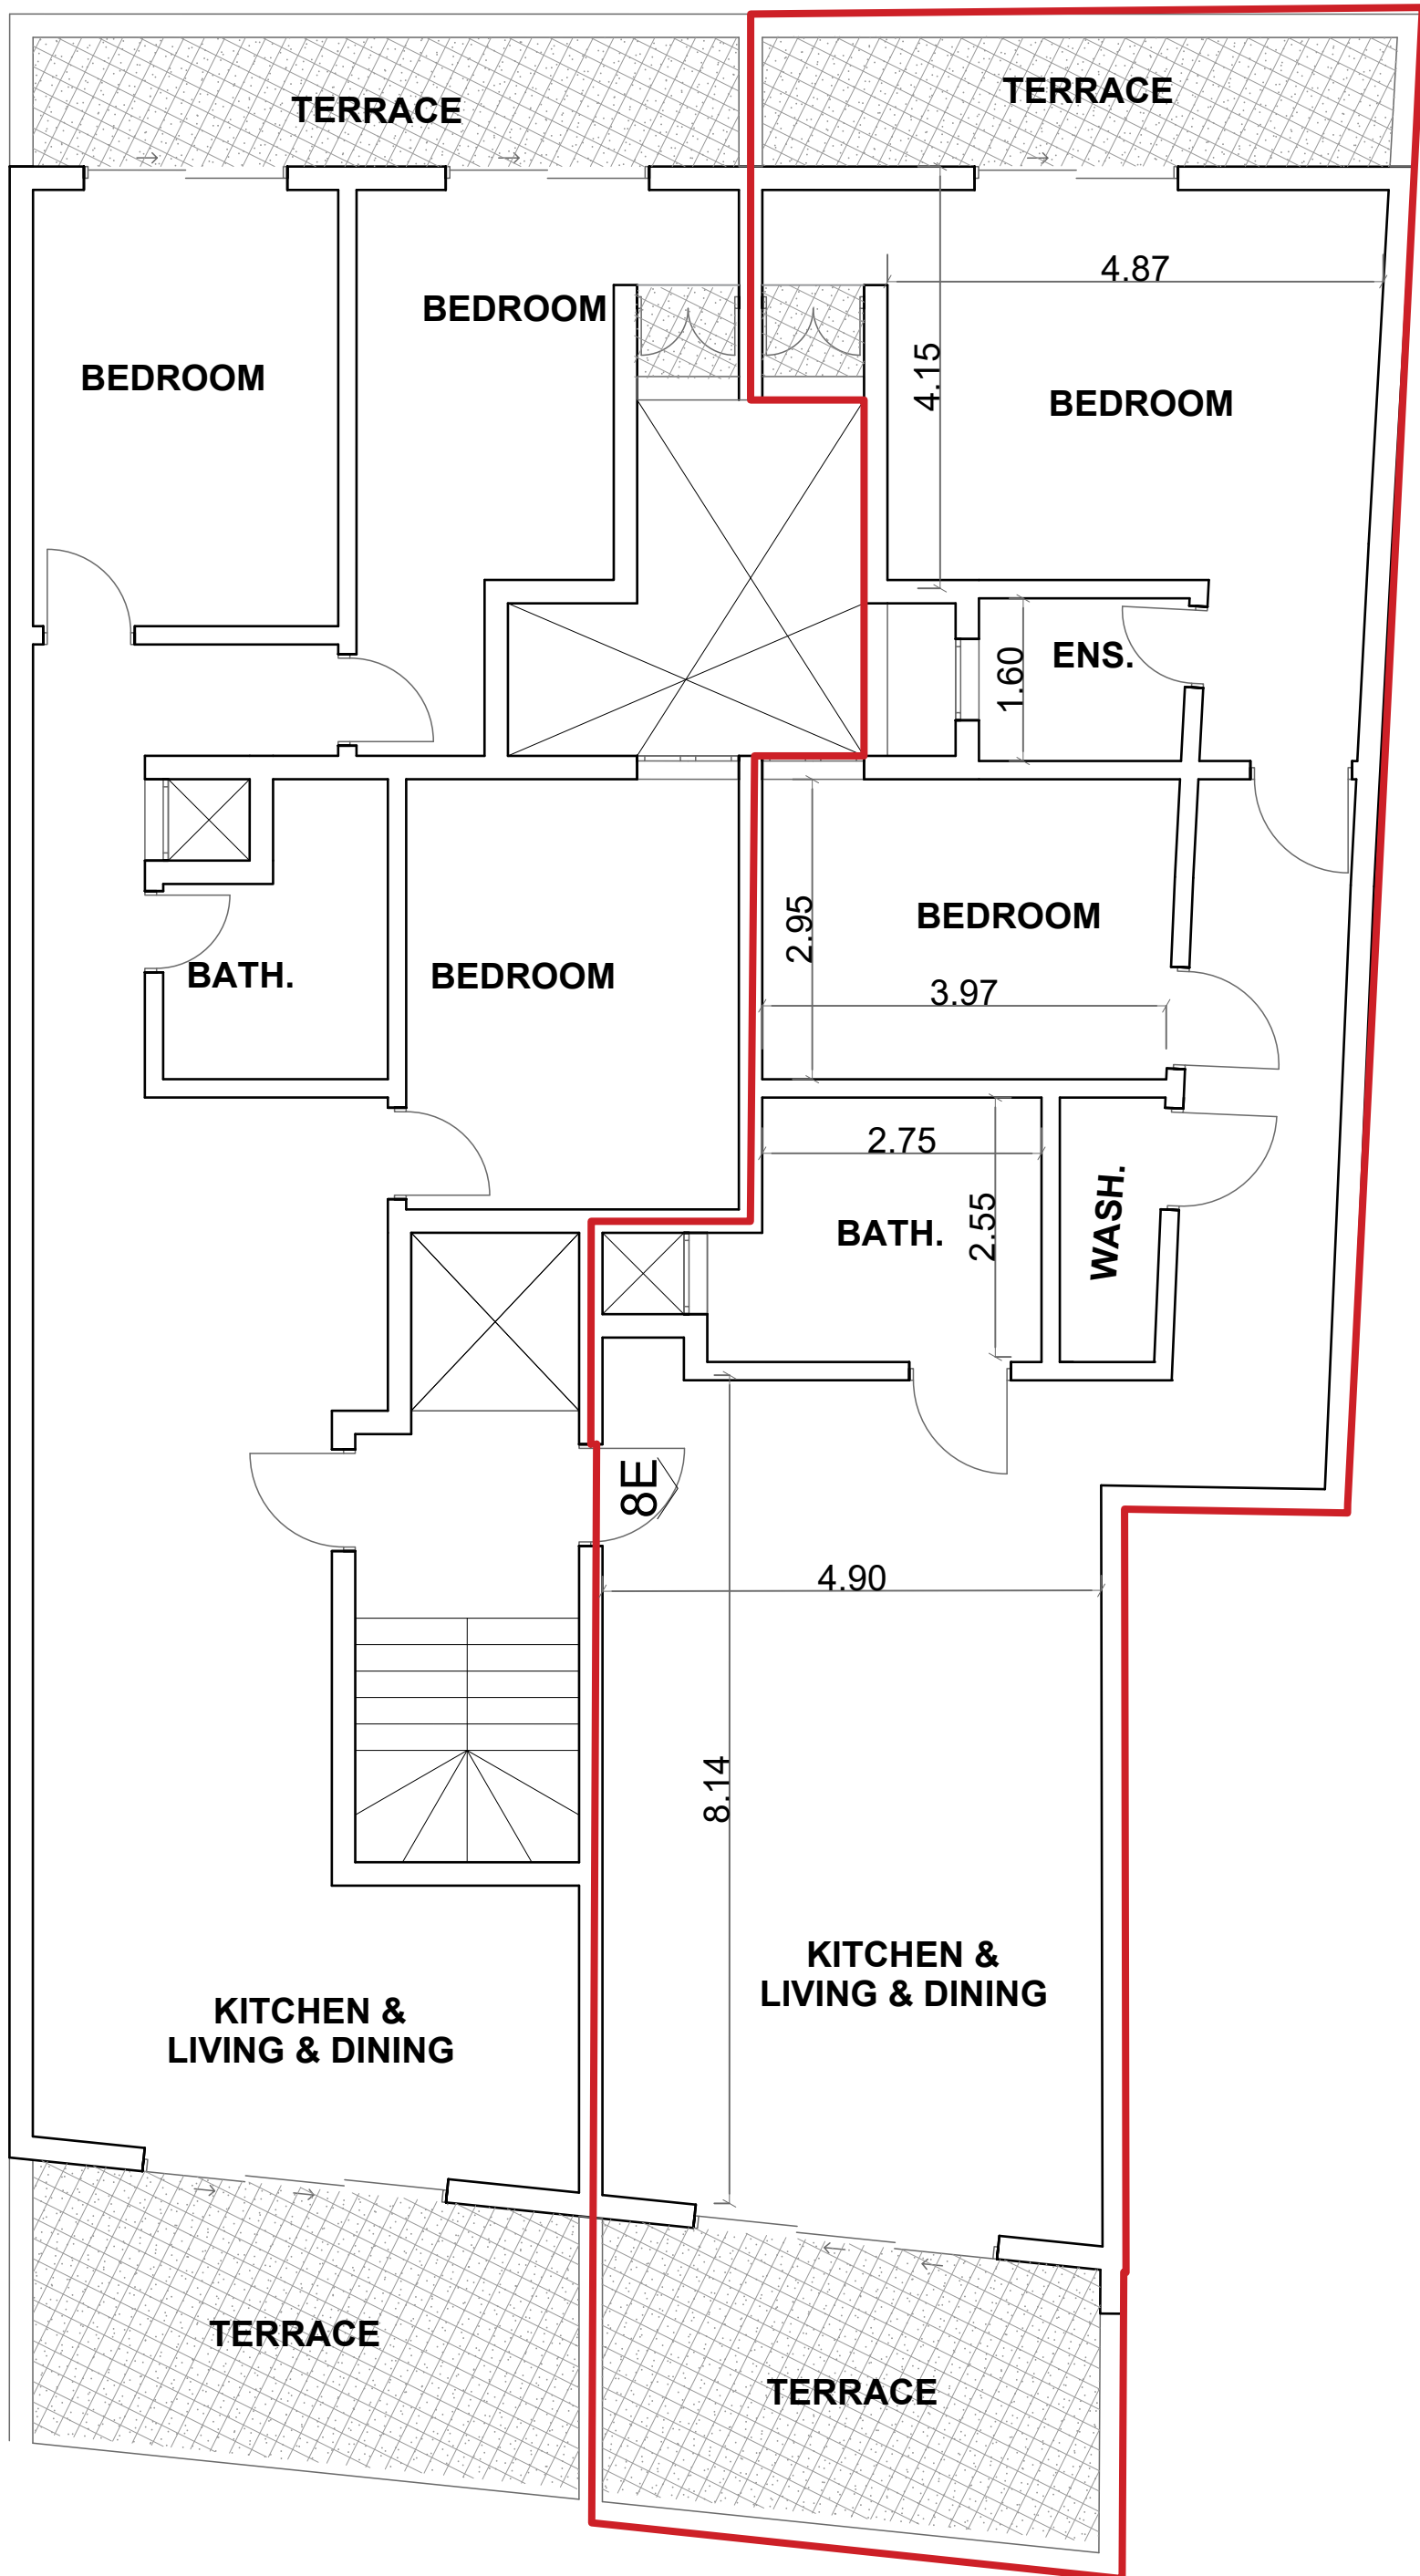 TERRACE
TERRACE
4.87
BEDROOM
4.15
BEDROOM
BEDROOM
ENS.
1.60
BEDROOM
2.95
BATH.
BEDROOM
3.97
2.75
WASH.
2.55
BATH.
8E
4.90
8.14
KITCHEN &
LIVING & DINING
KITCHEN &
LIVING & DINING
TERRACE
TERRACE